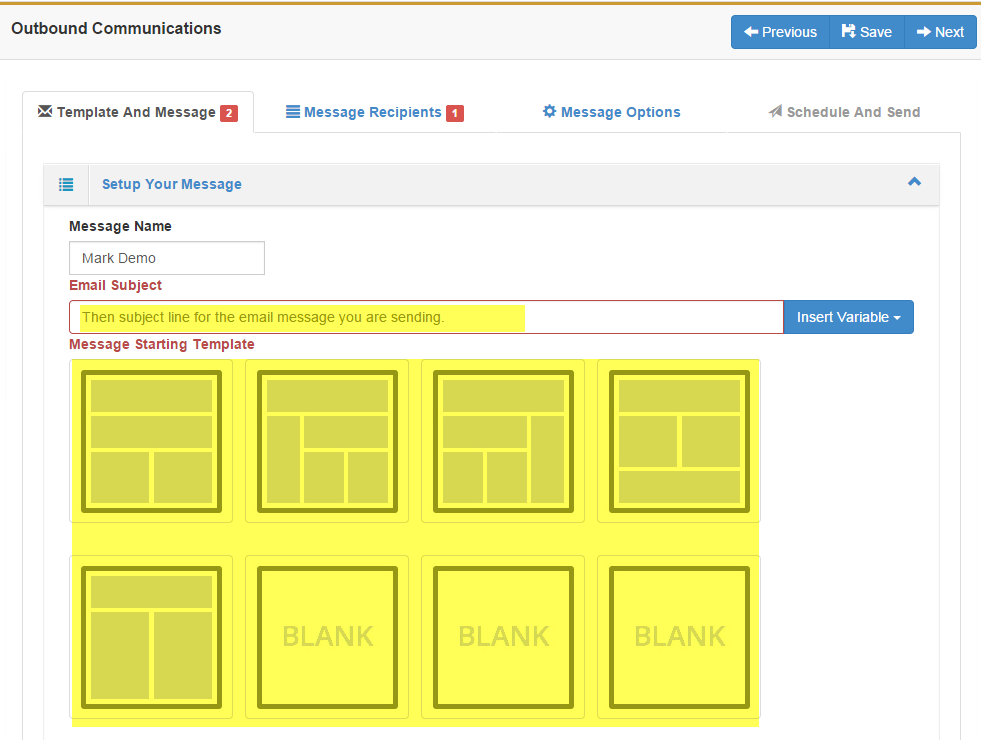 Outbound Communications
Previous Save Next
Template And Message 2 Message Recipients 1 Message Options Schedule And Send
Setup Your Message
Message Name
Mark Demo
Email Subject
Then subject line for the email message you are sending. Insert Variable
Message Starting Template
BLANK BLANK BLANK